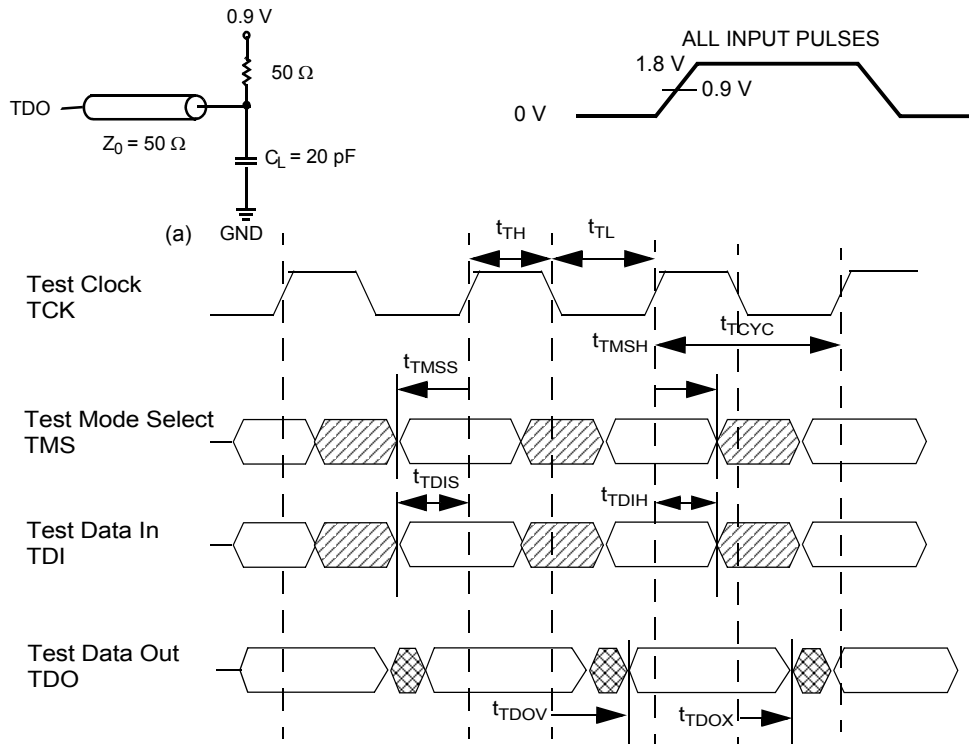 0.9 V
50 Ω
TDO
Z0 = 50 Ω
CL = 20 pF
(a) GND
ALL INPUT PULSES
1.8 V
0.9 V
0 V
tTH
tTL
Test Clock
TCK
tTCYC
tTMSH
tTMSS
Test Mode Select
TMS
tTDIS
tTDIH
Test Data In
TDI
Test Data Out
TDO
tTDOV
tTDOX